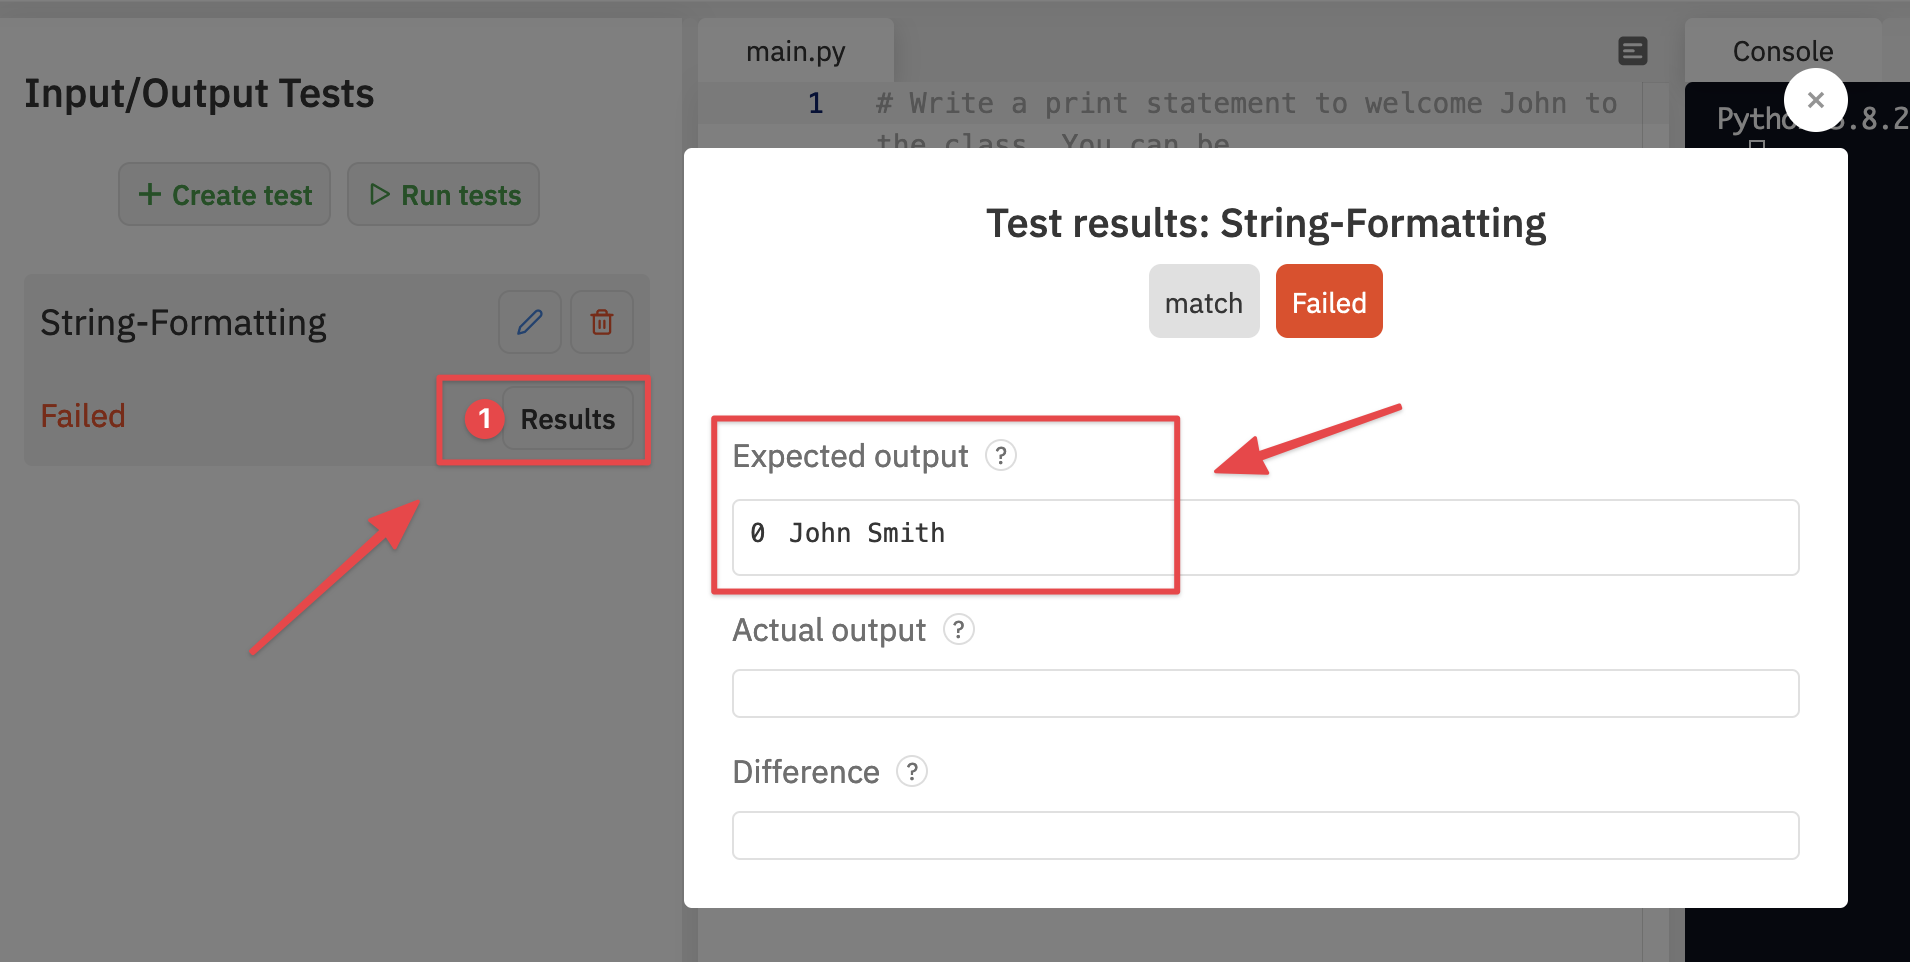 Input/Output Tests
+ Create test
Run tests
String-Formatting
Failed
1 Results
main.py
1 # Write a print statement to welcome John to
the class. You can be
Console
Python 3.8.2
×
Test results: String-Formatting
match
Failed
Expected output ?
0 John Smith
Actual output ?
Difference ?